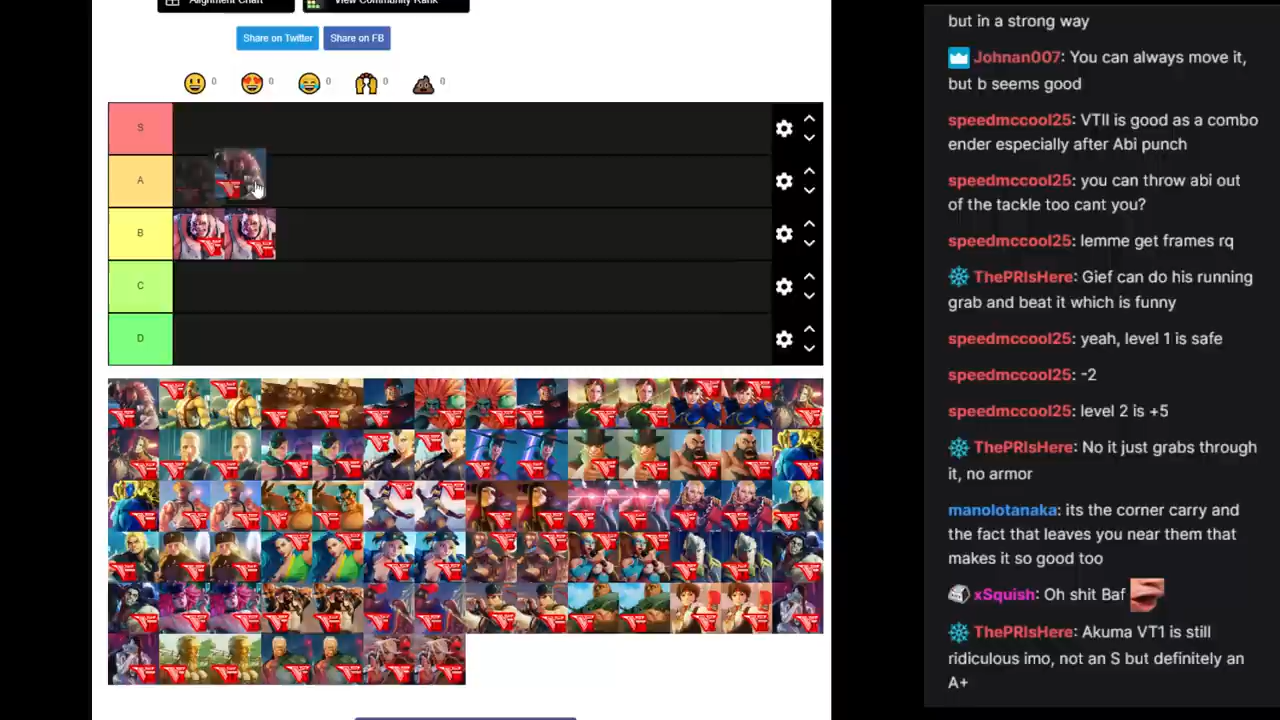 Alignment Chart
View Community Rank
Share on Twitter
Share on FB
0
0
0
0
0
S
A
B
C
D
but in a strong way
Johnan007: You can always move it,
but b seems good
speedmccool25: VTII is good as a combo
ender especially after Abi punch
speedmccool25: you can throw abi out
of the tackle too cant you?
speedmccool25: lemme get frames rq
ThePRIsHere: Gief can do his running
grab and beat it which is funny
speedmccool25: yeah, level 1 is safe
speedmccool25: -2
speedmccool25: level 2 is +5
ThePRIsHere: No it just grabs through
it, no armor
manolotanaka: its the corner carry and
the fact that leaves you near them that
makes it so good too
xSquish: Oh shit Baf
ThePRIsHere: Akuma VT1 is still
ridiculous imo, not an S but definitely an
A+